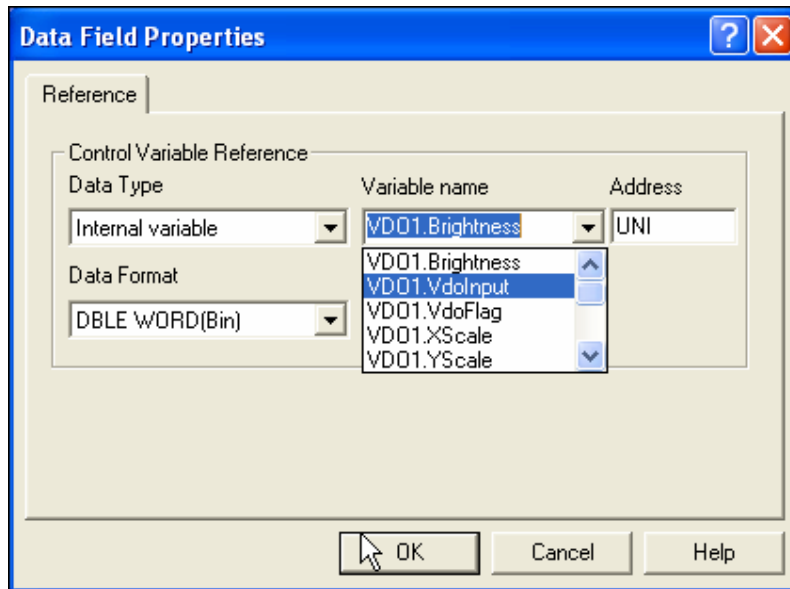 Data Field Properties
Reference
Control Variable Reference
Data Type Variable name Address
Internal variable VDO1.Brightness UNI
Data Format
DBLE WORD(Bin)
VDO1.Brightness
VDO1.VdoInput
VDO1.VdoFlag
VDO1.XScale
VDO1.YScale
OK Cancel Help